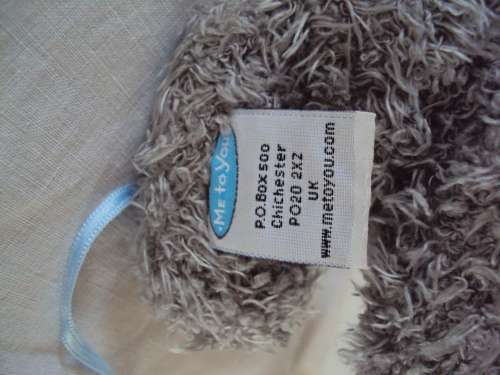 • ME TO YOU
P.O. BOX 500
Chichester
PO20 2XZ
UK
www.metoyou.com